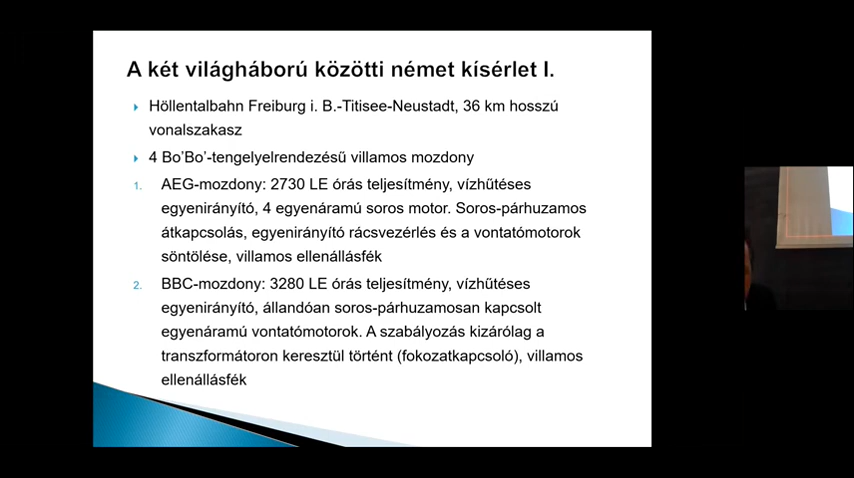 A két világháború közötti német kísérlet I.
Höllentalbahn Freiburg i. B.-Titisee-Neustadt, 36 km hosszú
vonalszakasz
4 Bo’Bo’-tengelyelrendezésű villamos mozdony
1. AEG-mozdony: 2730 LE órás teljesítmény, vízhűtéses
egyenirányító, 4 egyenáramú soros motor. Soros-párhuzamos
átkapcsolás, egyenirányító rácsvezérlés és a vontatómotorok
söntölése, villamos ellenállásfék
2. BBC-mozdony: 3280 LE órás teljesítmény, vízhűtéses
egyenirányító, állandóan soros-párhuzamosan kapcsolt
egyenáramú vontatómotorok. A szabályozás kizárólag a
transzformátoron keresztül történt (fokozatkapcsoló), villamos
ellenállásfék